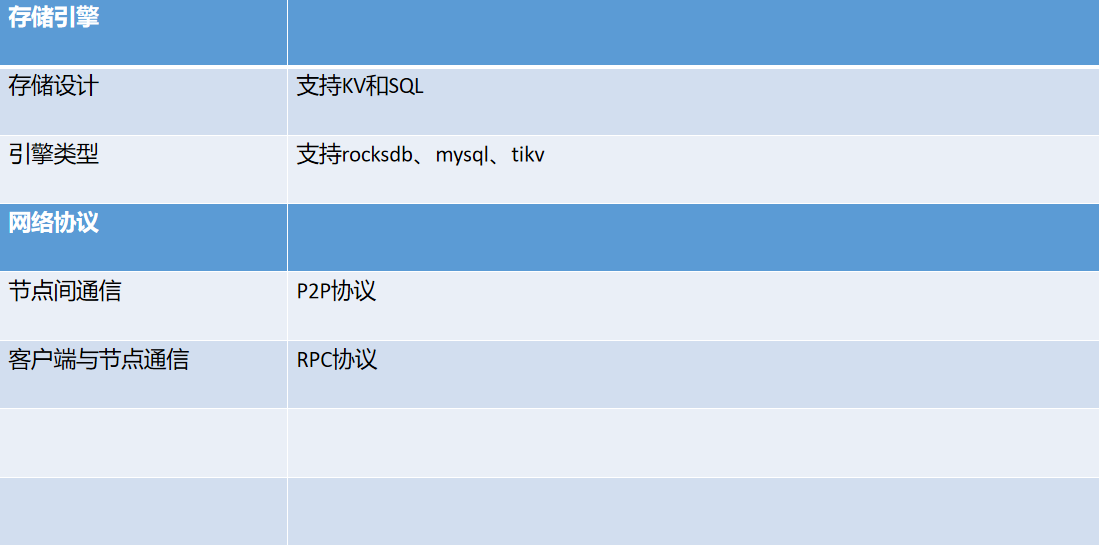 存储引擎
存储设计 支持KV和SQL
引擎类型 支持rocksdb、mysql、tikv
网络协议
节点间通信 P2P协议
客户端与节点通信 RPC协议